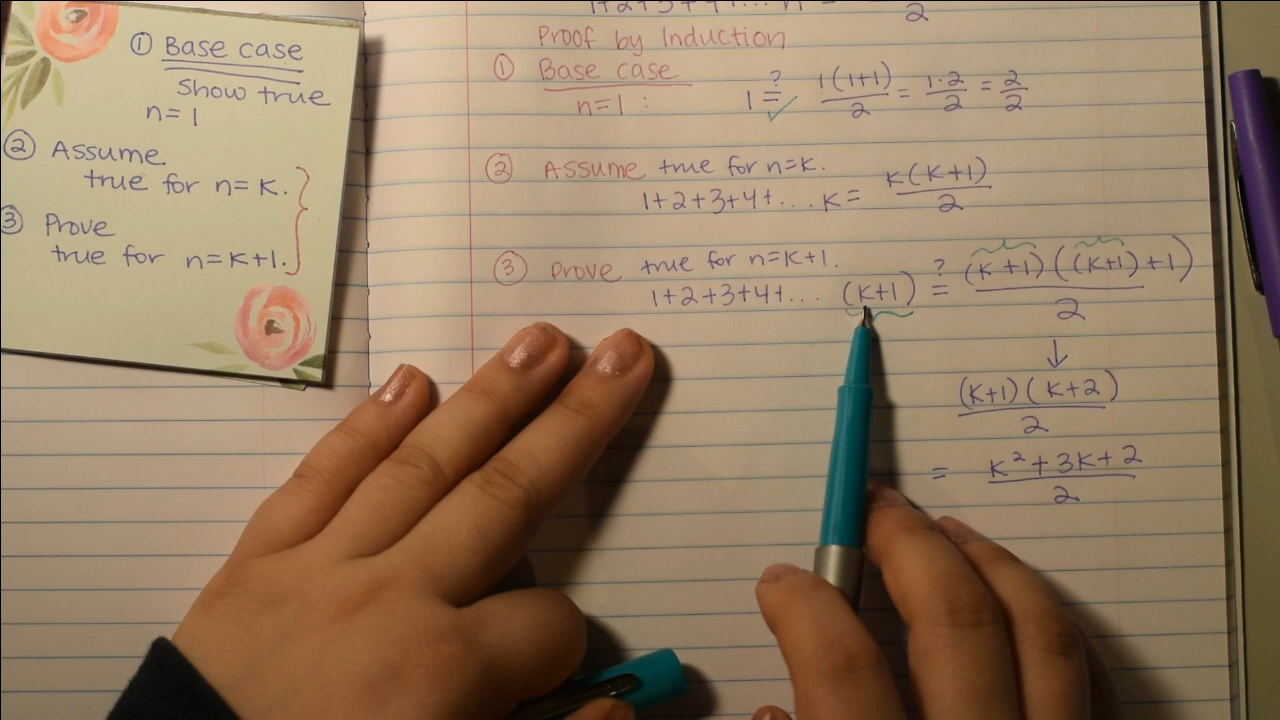 ① Base case
Show true
n=1
② Assume
true for n=K.
③ Prove
true for n=K+1.
2
Proof by Induction
① Base case
n=1 :
1 ?= 1(1+1)/2 = 1·2/2 = 2/2
② Assume true for n=K.
1+2+3+4+... K = K(K+1)/2
③ Prove true for n=K+1.
1+2+3+4+... (K+1) ?= (K+1)((K+1)+1)/2
↓
(K+1)(K+2)/2
= K²+3K+2/2